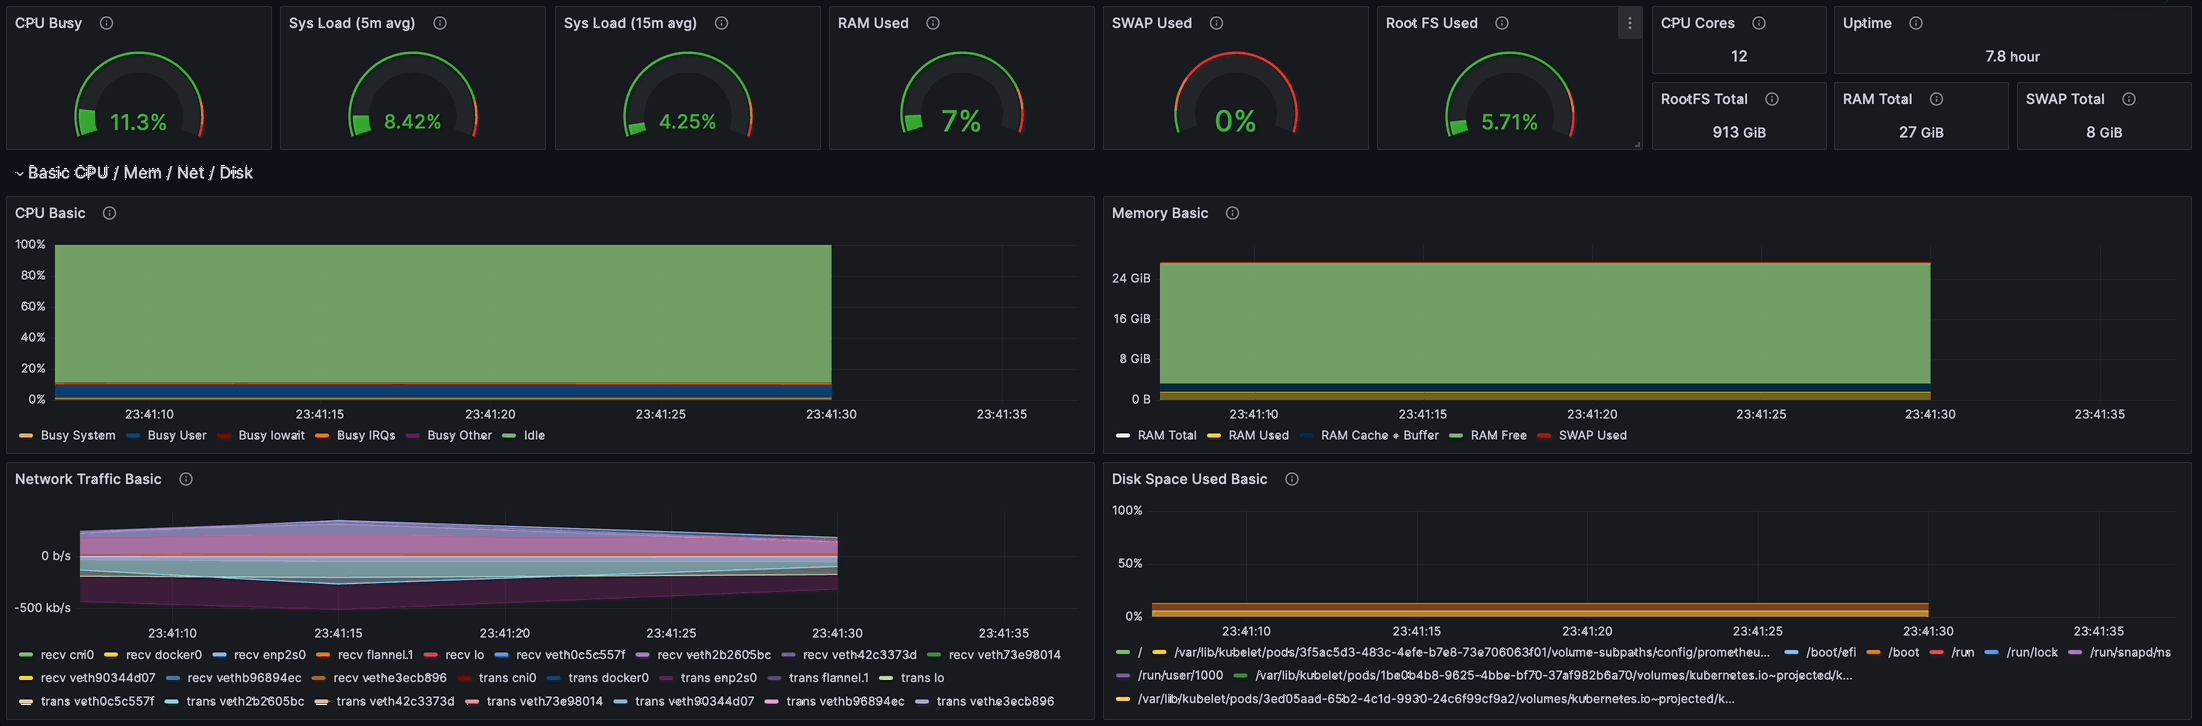 CPU Busy
Sys Load (5m avg)
Sys Load (15m avg)
RAM Used
SWAP Used
Root FS Used
CPU Cores
Uptime
11.3%
8.42%
4.25%
7%
0%
5.71%
12
7.8 hour
RootFS Total
RAM Total
SWAP Total
913 GiB
27 GiB
8 GiB
Basic CPU / Mem / Net / Disk
CPU Basic
100%
80%
60%
40%
20%
0%
23:41:10 23:41:15 23:41:20 23:41:25 23:41:30 23:41:35
Busy System Busy User Busy Iowait Busy IRQs Busy Other Idle
Memory Basic
24 GiB
16 GiB
8 GiB
0 B
23:41:10 23:41:15 23:41:20 23:41:25 23:41:30 23:41:35
RAM Total RAM Used RAM Cache + Buffer RAM Free SWAP Used
Network Traffic Basic
0 b/s
-500 kb/s
23:41:10 23:41:15 23:41:20 23:41:25 23:41:30 23:41:35
recv cni0 recv docker0 recv enp2s0 recv flannel.1 recv lo recv veth0c5c557f recv veth2b2605bc recv veth42c3373d recv veth73e98014
recv veth90344d07 recv vethb96894ec recv vethe3ecb896 trans cni0 trans docker0 trans enp2s0 trans flannel.1 trans lo
trans veth0c5c557f trans veth2b2605bc trans veth42c3373d trans veth73e98014 trans veth90344d07 trans vethb96894ec trans vethe3ecb896
Disk Space Used Basic
100%
50%
0%
23:41:10 23:41:15 23:41:20 23:41:25 23:41:30 23:41:35
/ /var/lib/kubelet/pods/3f5ac5d3-483c-4efe-b7e8-73e706063f01/volume-subpaths/config/prometheu... /boot/efi /boot /run /run/lock /run/snapd/ns
/run/user/1000 /var/lib/kubelet/pods/1be0b4b8-9625-4bbe-bf70-37af982b6a70/volumes/kubernetes.io~projected/k...
/var/lib/kubelet/pods/3ed05aad-65b2-4c1d-9930-24c6f99cf9a2/volumes/kubernetes.io~projected/k...